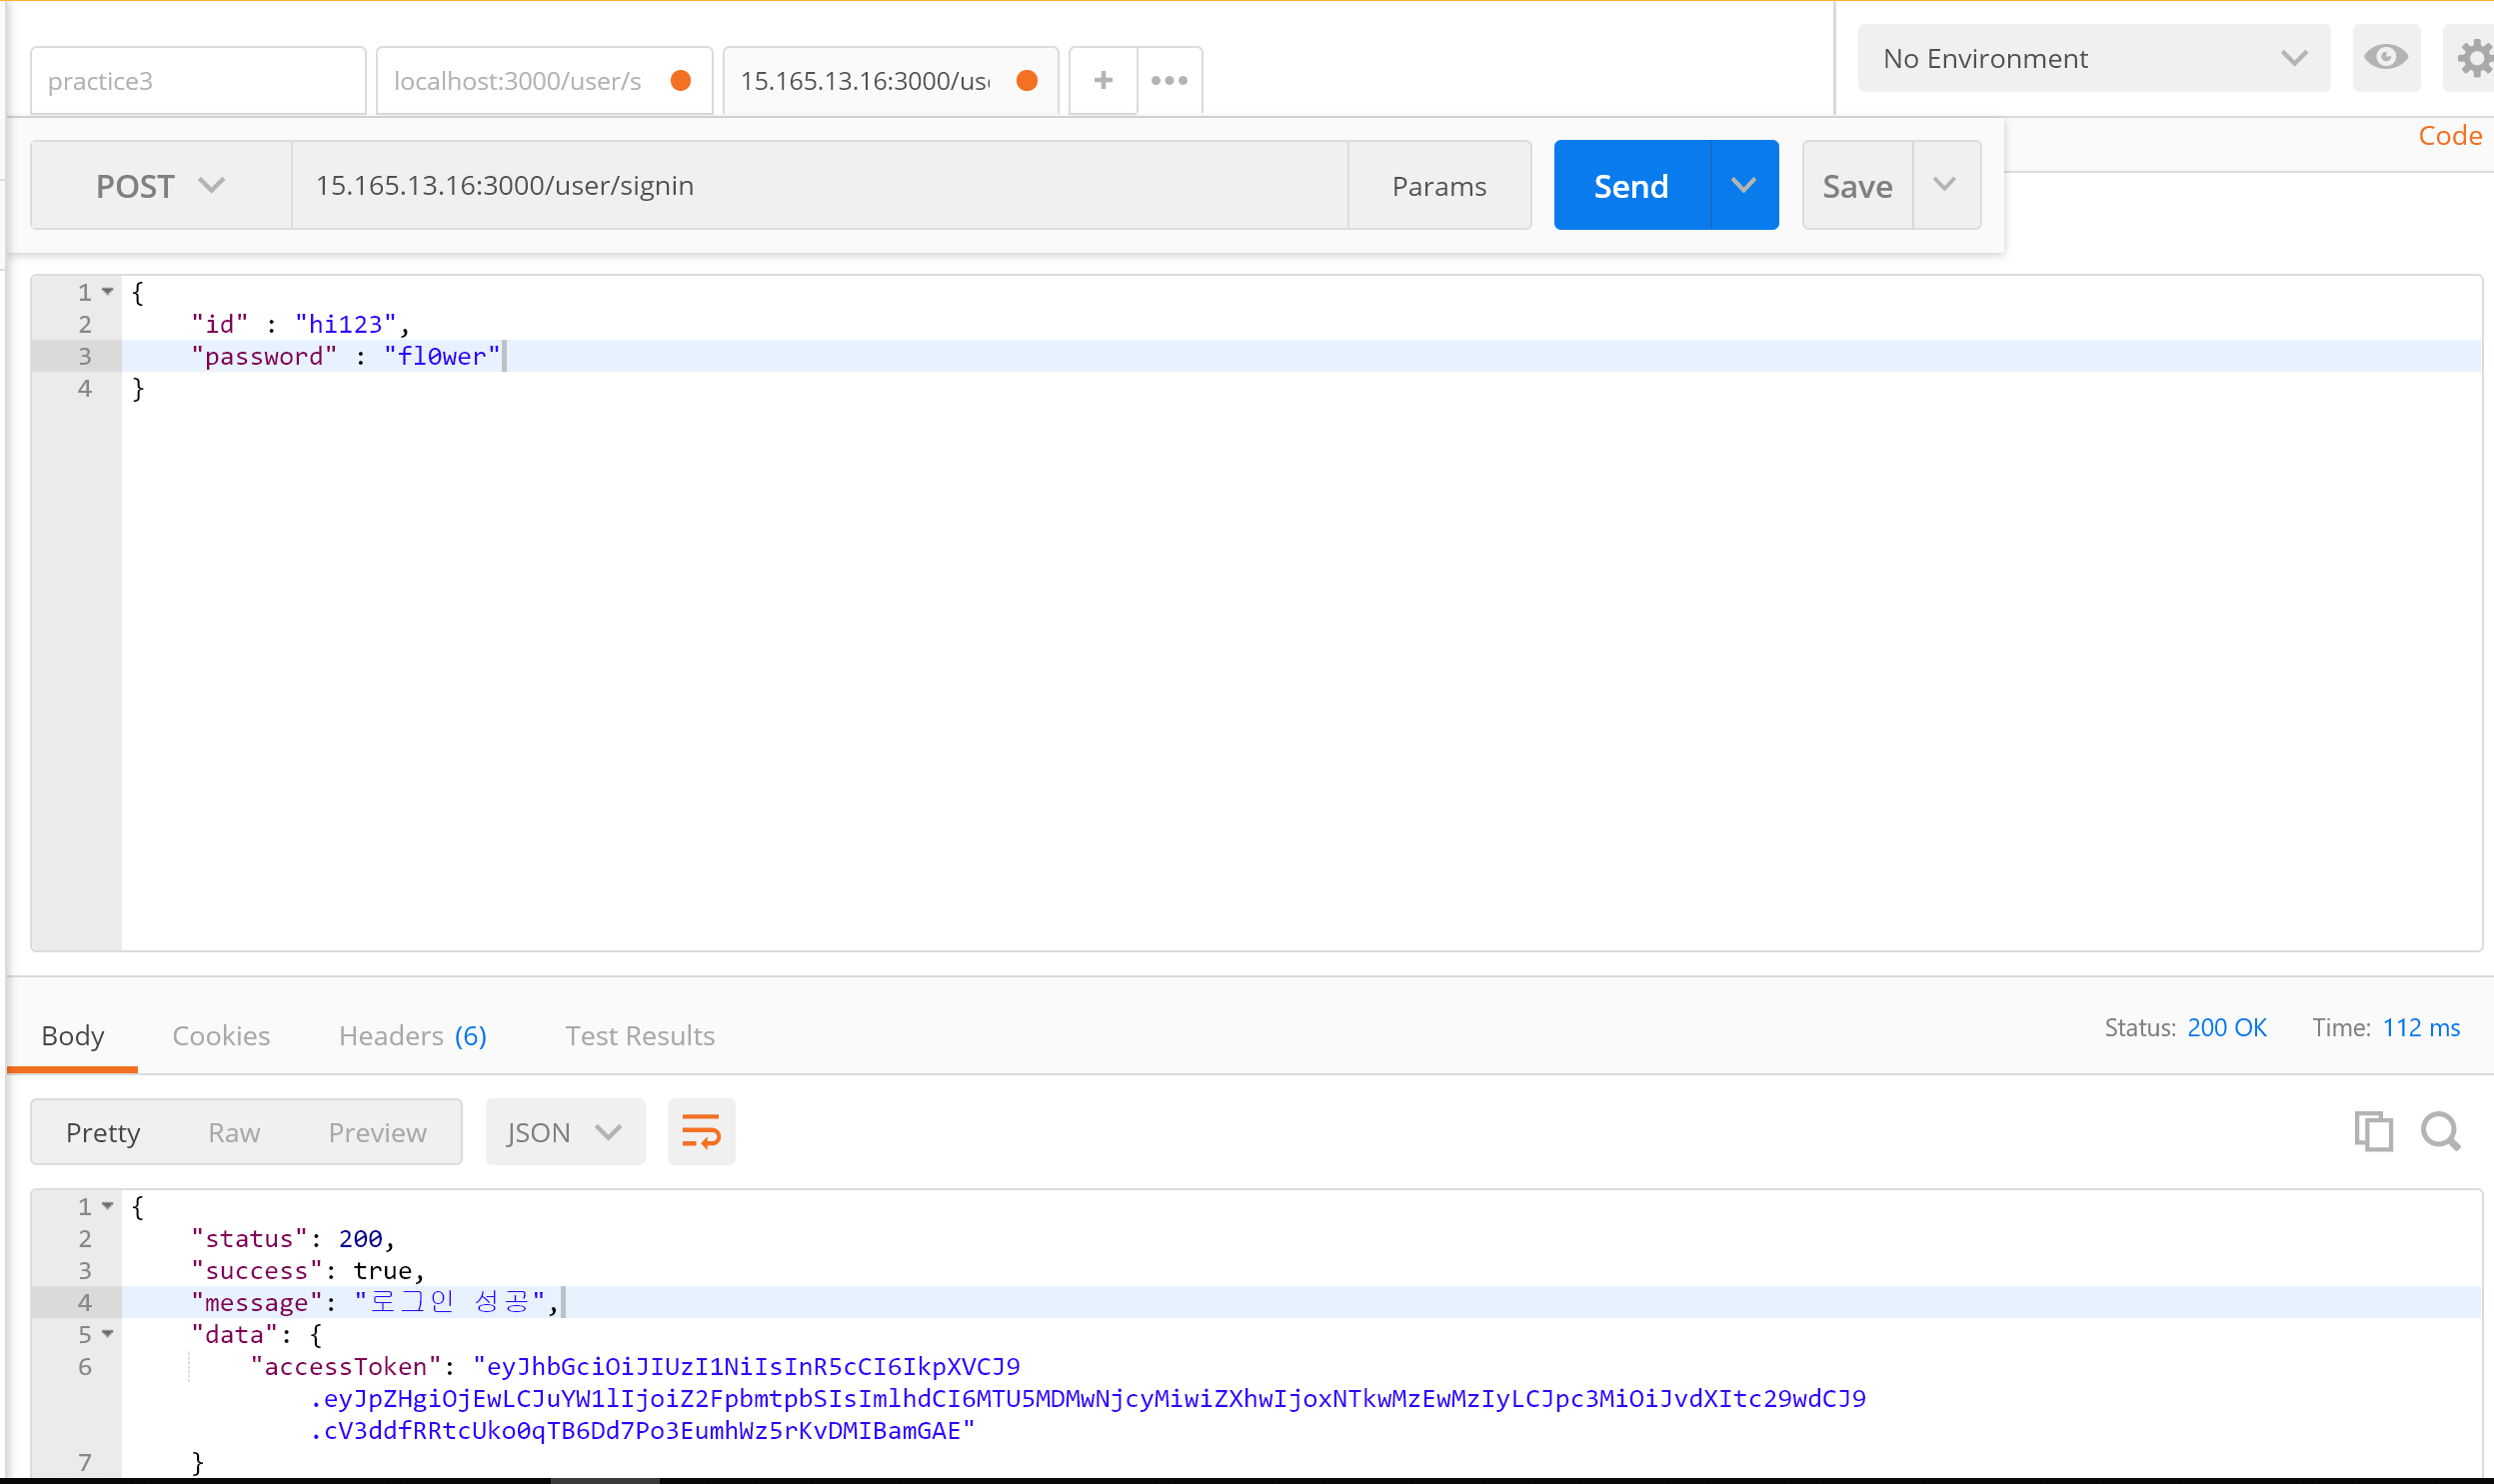 practice3
localhost:3000/user/s
15.165.13.16:3000/use
No Environment
Code
POST
15.165.13.16:3000/user/signin
Params
Send
Save
1 {
2 "id" : "hi123",
3 "password" : "fl0wer"
4 }
Body
Cookies
Headers (6)
Test Results
Status: 200 OK
Time: 112 ms
Pretty
Raw
Preview
JSON
1 {
2 "status": 200,
3 "success": true,
4 "message": "로그인 성공",
5 "data": {
6 "accessToken": "eyJhbGciOiJIUzI1NiIsInR5cCI6IkpXVCJ9
.eyJpZHgiOjEwLCJuYW1lIjoiZ2FpbmtpbSIsImlhdCI6MTU5MDMwNjcyMiwiZXhwIjoxNTkwMzEwMzIyLCJpc3MiOiJvdXItc29wdCJ9
.cV3ddfRRtcUko0qTB6Dd7Po3EumhWz5rKvDMIBamGAE"
7 }